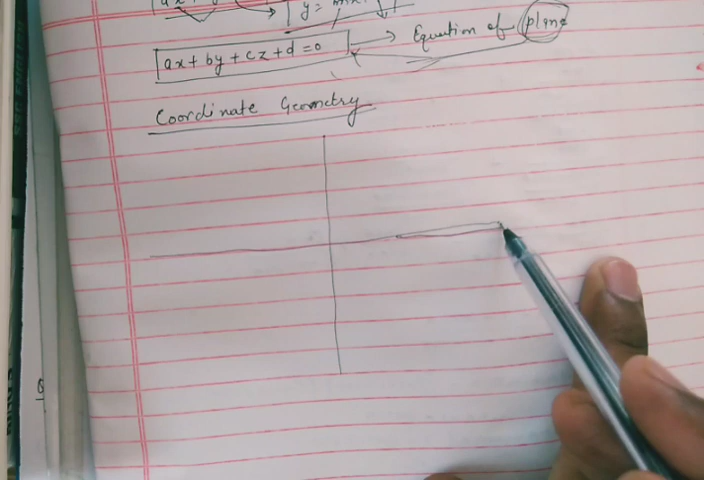 y =
ax + by + cz + d = 0 → Equation of plane
Coordinate Geometry